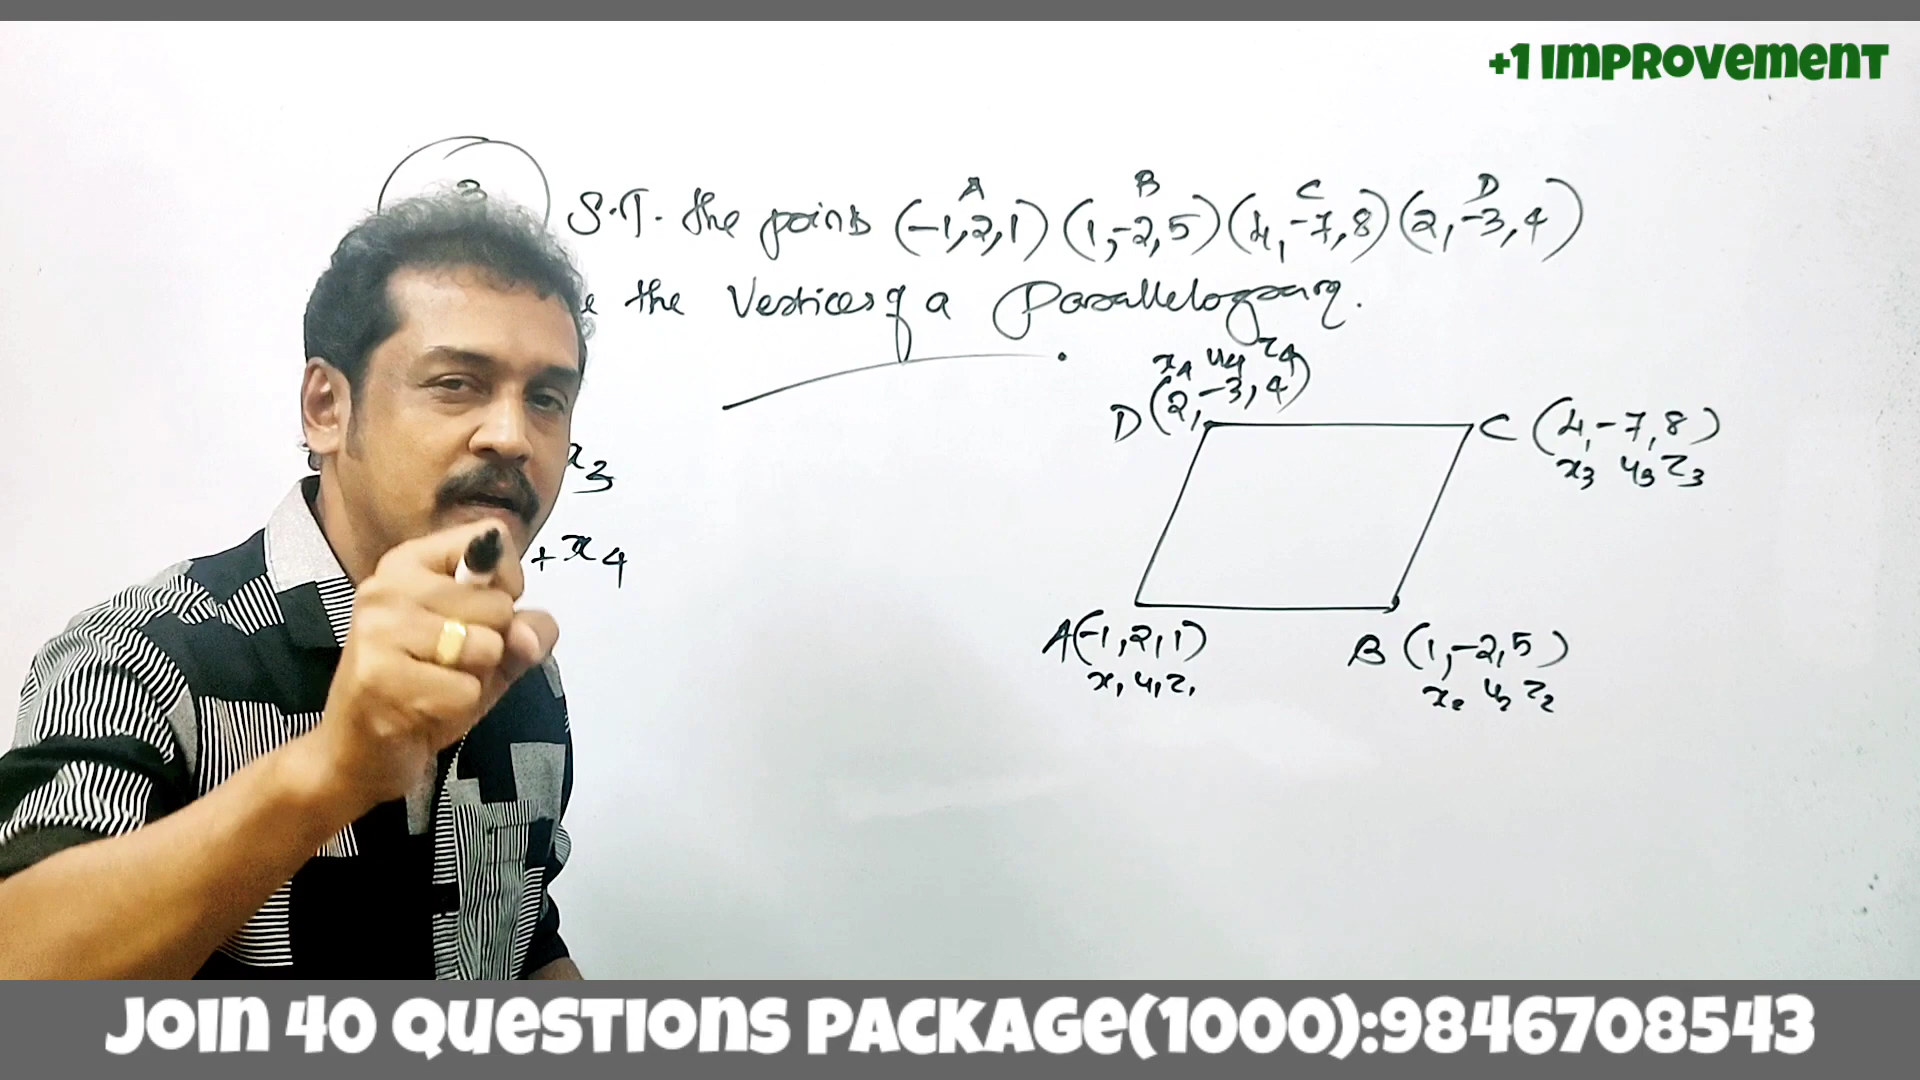 +1 IMPROVEMENT
3
S.T. the points (-1,2,1) (1,-2,5) (4,-7,8) (2,-3,4)
A B C D
the Vertices of a Parallelogram.
x4 y4 z4
D (2,-3,4)
C (4,-7,8)
x3 y3 z3
x3
+x4
A(-1,2,1)
x1 y1 z1
B (1,-2,5)
x2 y2 z2
JOIN 40 QUESTIONS PACKAGE(1000):9846708543